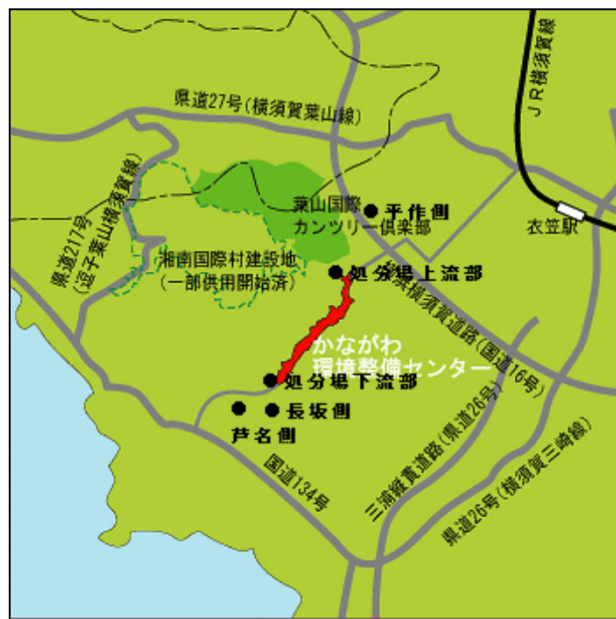 JR横須賀線
県道27号(横須賀葉山線)
葉山国際
カンツリー倶楽部
平作側
衣笠駅
県道217号
(逗子葉山横須賀線)
湘南国際村建設地
(一部供用開始済)
処分場上流部
横浜横須賀道路(国道16号)
かながわ
環境整備センター
処分場下流部
長坂側
芦名側
国道134号
三浦縦貫道路(県道26号)
県道26号(横須賀三崎線)